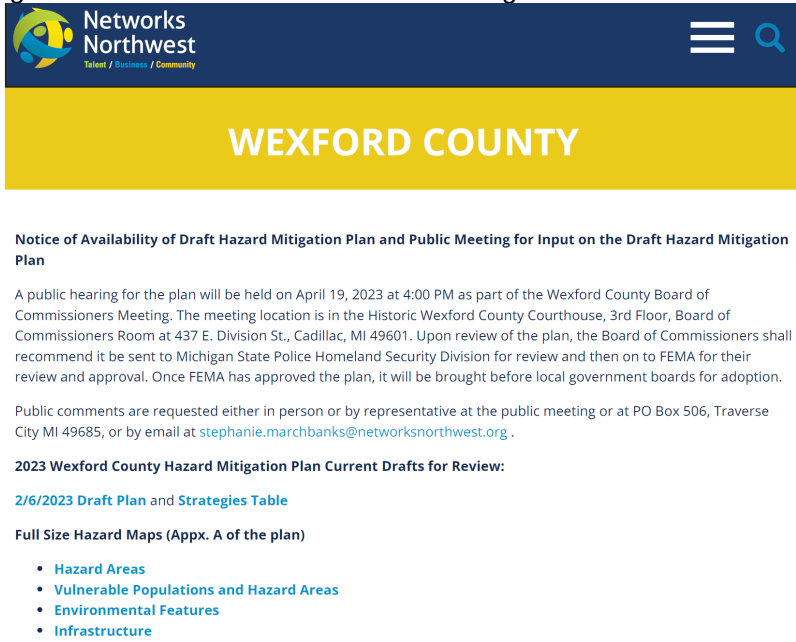 Networks
Northwest
Talent / Business / Community
WEXFORD COUNTY
Notice of Availability of Draft Hazard Mitigation Plan and Public Meeting for Input on the Draft Hazard Mitigation
Plan
A public hearing for the plan will be held on April 19, 2023 at 4:00 PM as part of the Wexford County Board of
Commissioners Meeting. The meeting location is in the Historic Wexford County Courthouse, 3rd Floor, Board of
Commissioners Room at 437 E. Division St., Cadillac, MI 49601. Upon review of the plan, the Board of Commissioners shall
recommend it be sent to Michigan State Police Homeland Security Division for review and then on to FEMA for their
review and approval. Once FEMA has approved the plan, it will be brought before local government boards for adoption.
Public comments are requested either in person or by representative at the public meeting or at PO Box 506, Traverse
City MI 49685, or by email at stephanie.marchbanks@networksnorthwest.org .
2023 Wexford County Hazard Mitigation Plan Current Drafts for Review:
2/6/2023 Draft Plan and Strategies Table
Full Size Hazard Maps (Appx. A of the plan)
• Hazard Areas
• Vulnerable Populations and Hazard Areas
• Environmental Features
• Infrastructure